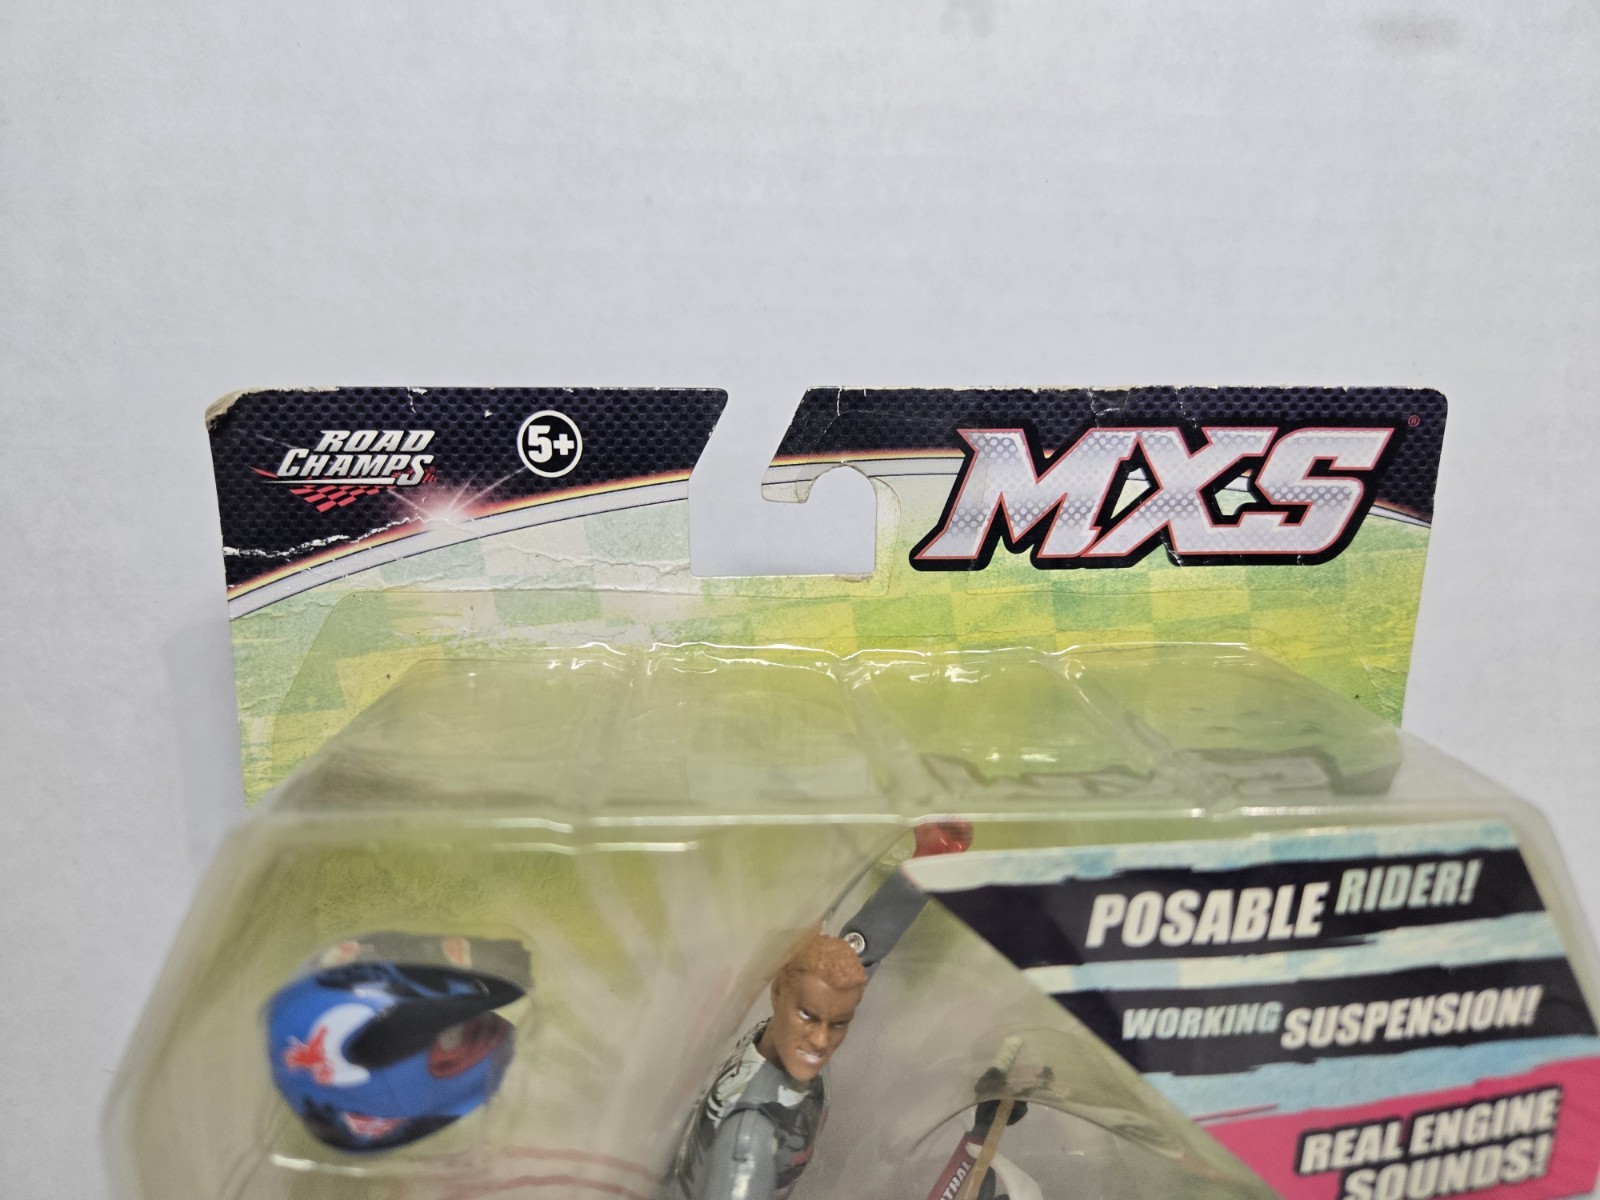 ROAD
CHAMPS
5+
MXS®
POSABLE RIDER!
WORKING SUSPENSION!
REAL ENGINE
SOUNDS!